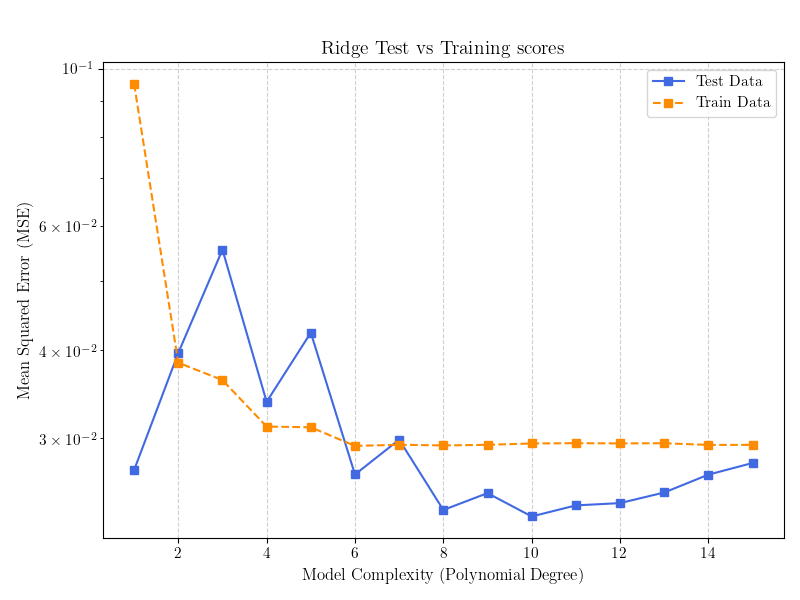 Ridge Test vs Training scores
10⁻¹
6 × 10⁻²
4 × 10⁻²
3 × 10⁻²
Mean Squared Error (MSE)
Test Data
Train Data
2 4 6 8 10 12 14
Model Complexity (Polynomial Degree)